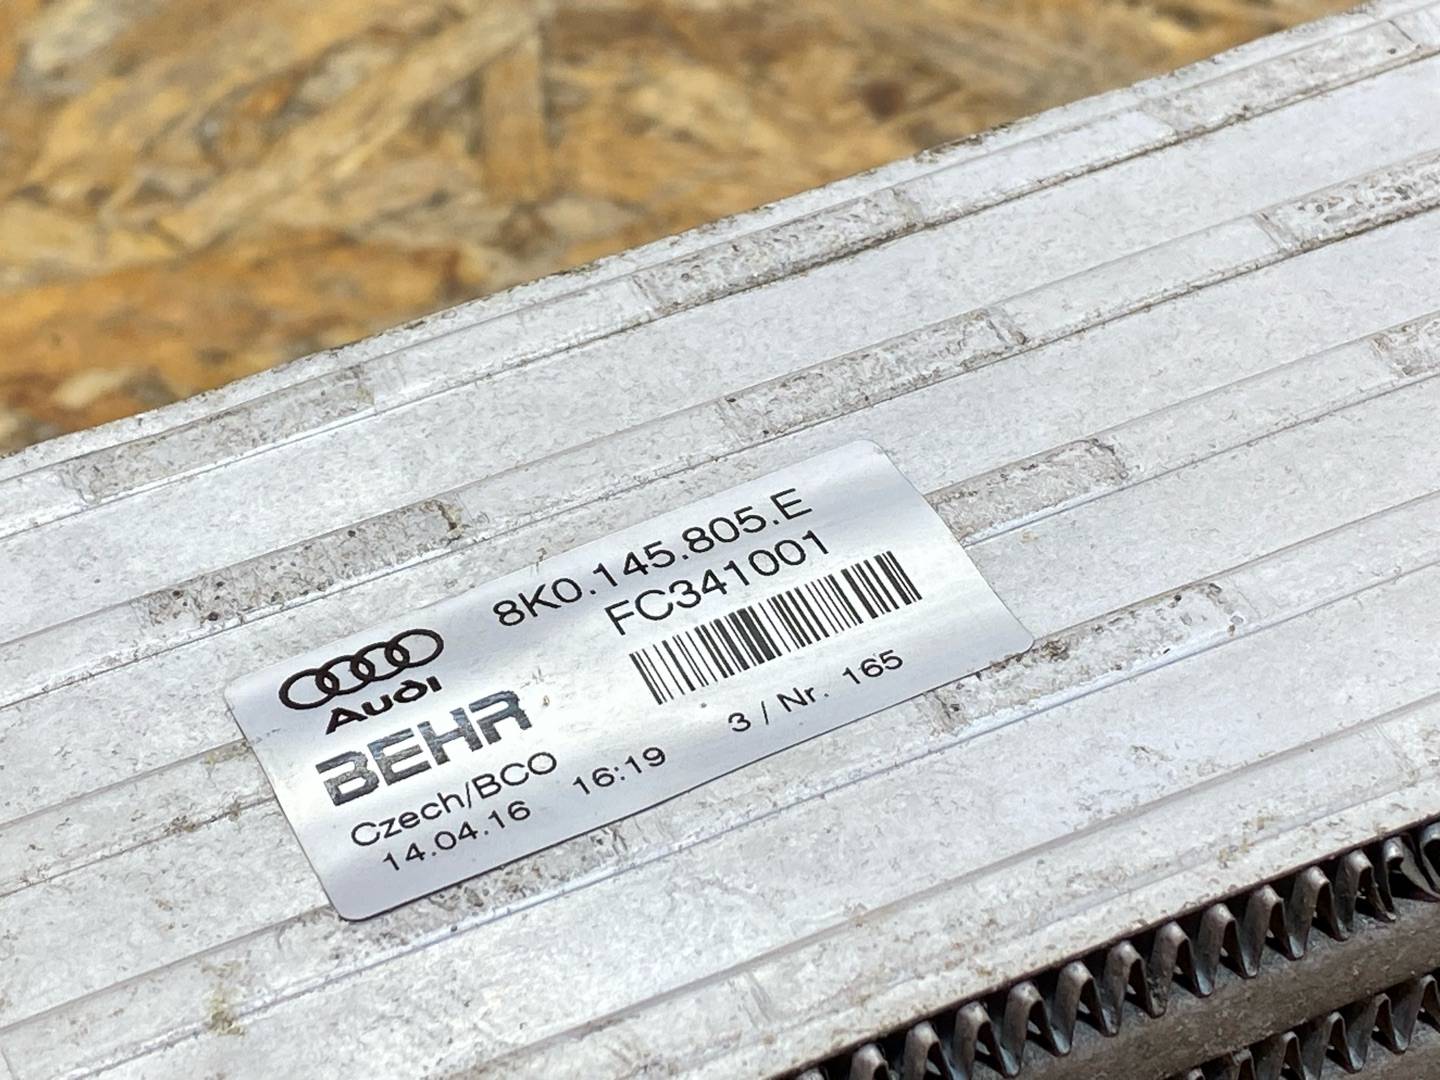 8K0.145.805.E
FC341001
Audi
BEHR
Czech/BCO
14.04.16 16:19 3 / Nr. 165